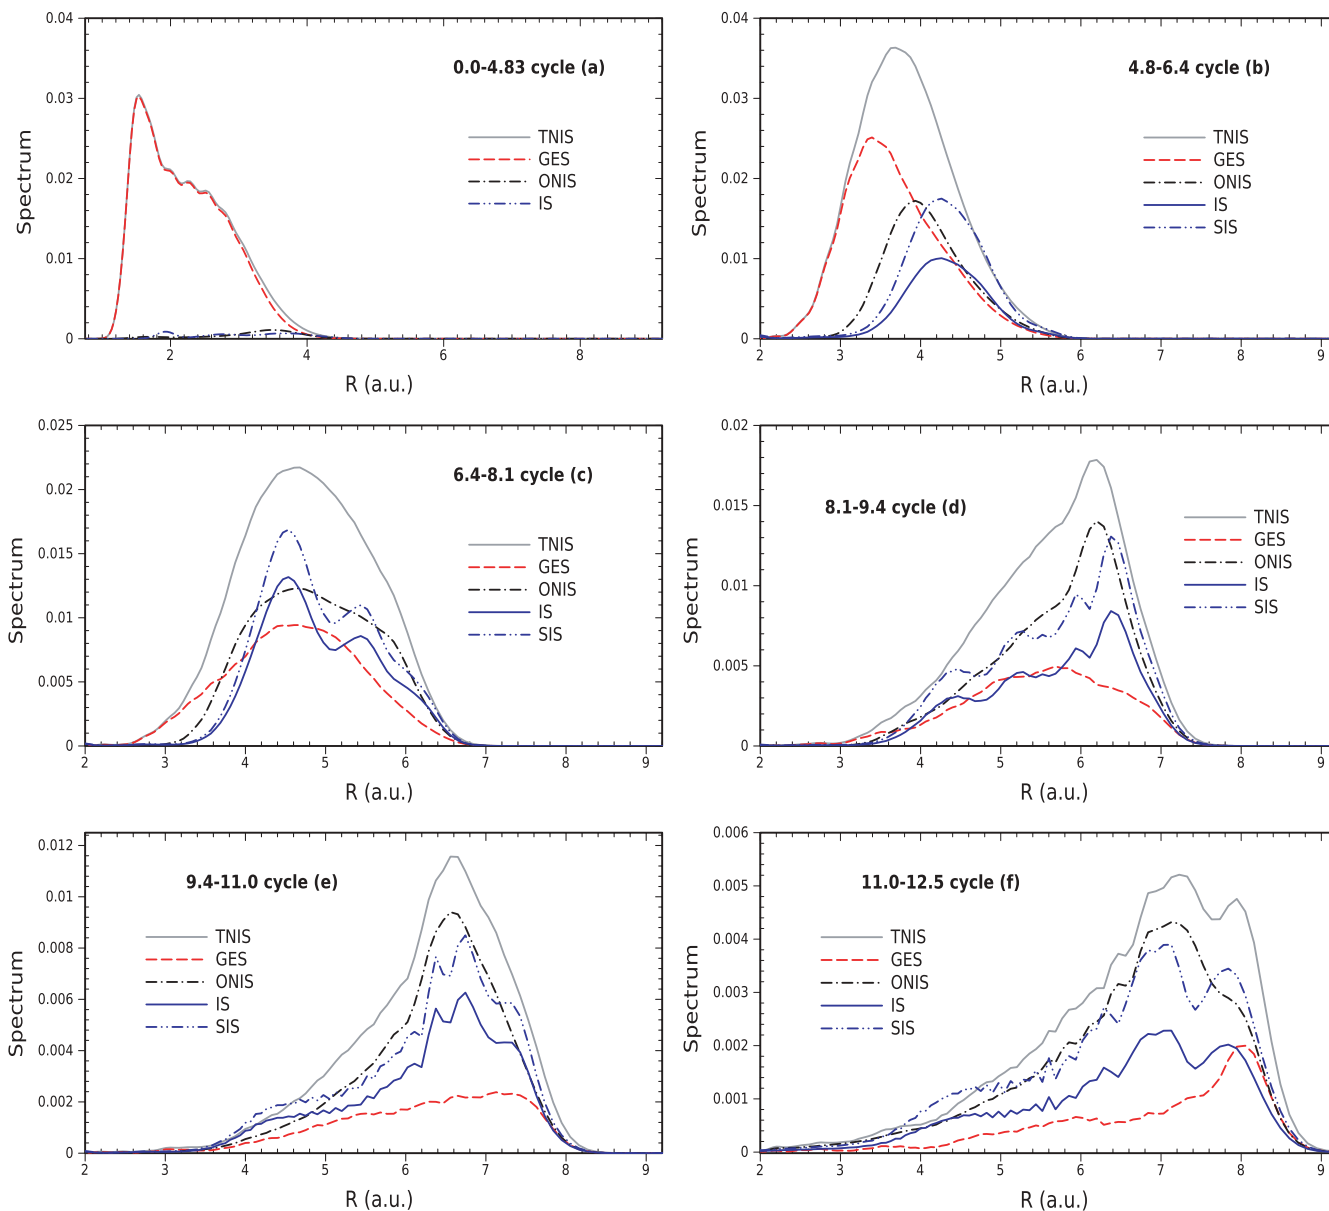 0.04
0.03
0.02
0.01
0
Spectrum
0.0-4.83 cycle (a)
TNIS
GES
ONIS
IS
2
4
6
8
R (a.u.)
0.04
0.03
0.02
0.01
0
Spectrum
4.8-6.4 cycle (b)
TNIS
GES
ONIS
IS
SIS
2
3
4
5
6
7
8
9
R (a.u.)
0.025
0.02
0.015
0.01
0.005
0
Spectrum
6.4-8.1 cycle (c)
TNIS
GES
ONIS
IS
SIS
2
3
4
5
6
7
8
9
R (a.u.)
0.02
0.015
0.01
0.005
0
Spectrum
8.1-9.4 cycle (d)
TNIS
GES
ONIS
IS
SIS
2
3
4
5
6
7
8
9
R (a.u.)
0.012
0.01
0.008
0.006
0.004
0.002
0
Spectrum
9.4-11.0 cycle (e)
TNIS
GES
ONIS
IS
SIS
2
3
4
5
6
7
8
9
R (a.u.)
0.006
0.005
0.004
0.003
0.002
0.001
0
Spectrum
11.0-12.5 cycle (f)
TNIS
GES
ONIS
IS
SIS
2
3
4
5
6
7
8
9
R (a.u.)